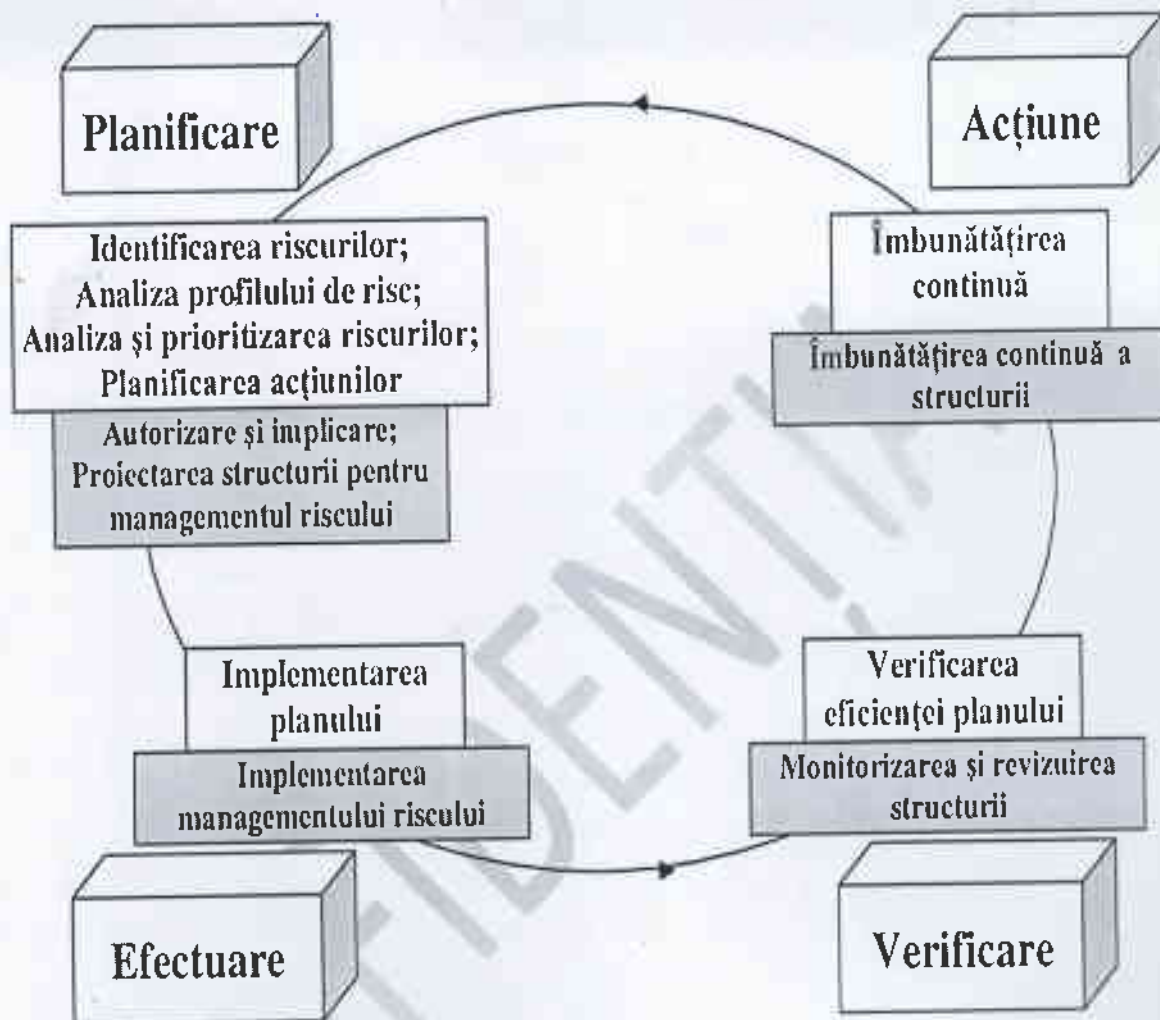 Planificare
Identificarea riscurilor;
Analiza profilului de risc;
Analiza și prioritizarea riscurilor;
Planificarea acțiunilor
Autorizare și implicare;
Proiectarea structurii pentru
managementul riscului
Acțiune
Îmbunătățirea
continuă
Îmbunătățirea continuă a
structurii
Implementarea
planului
Implementarea
managementului riscului
Efectuare
Verificarea
eficienței planului
Monitorizarea și revizuirea
structurii
Verificare